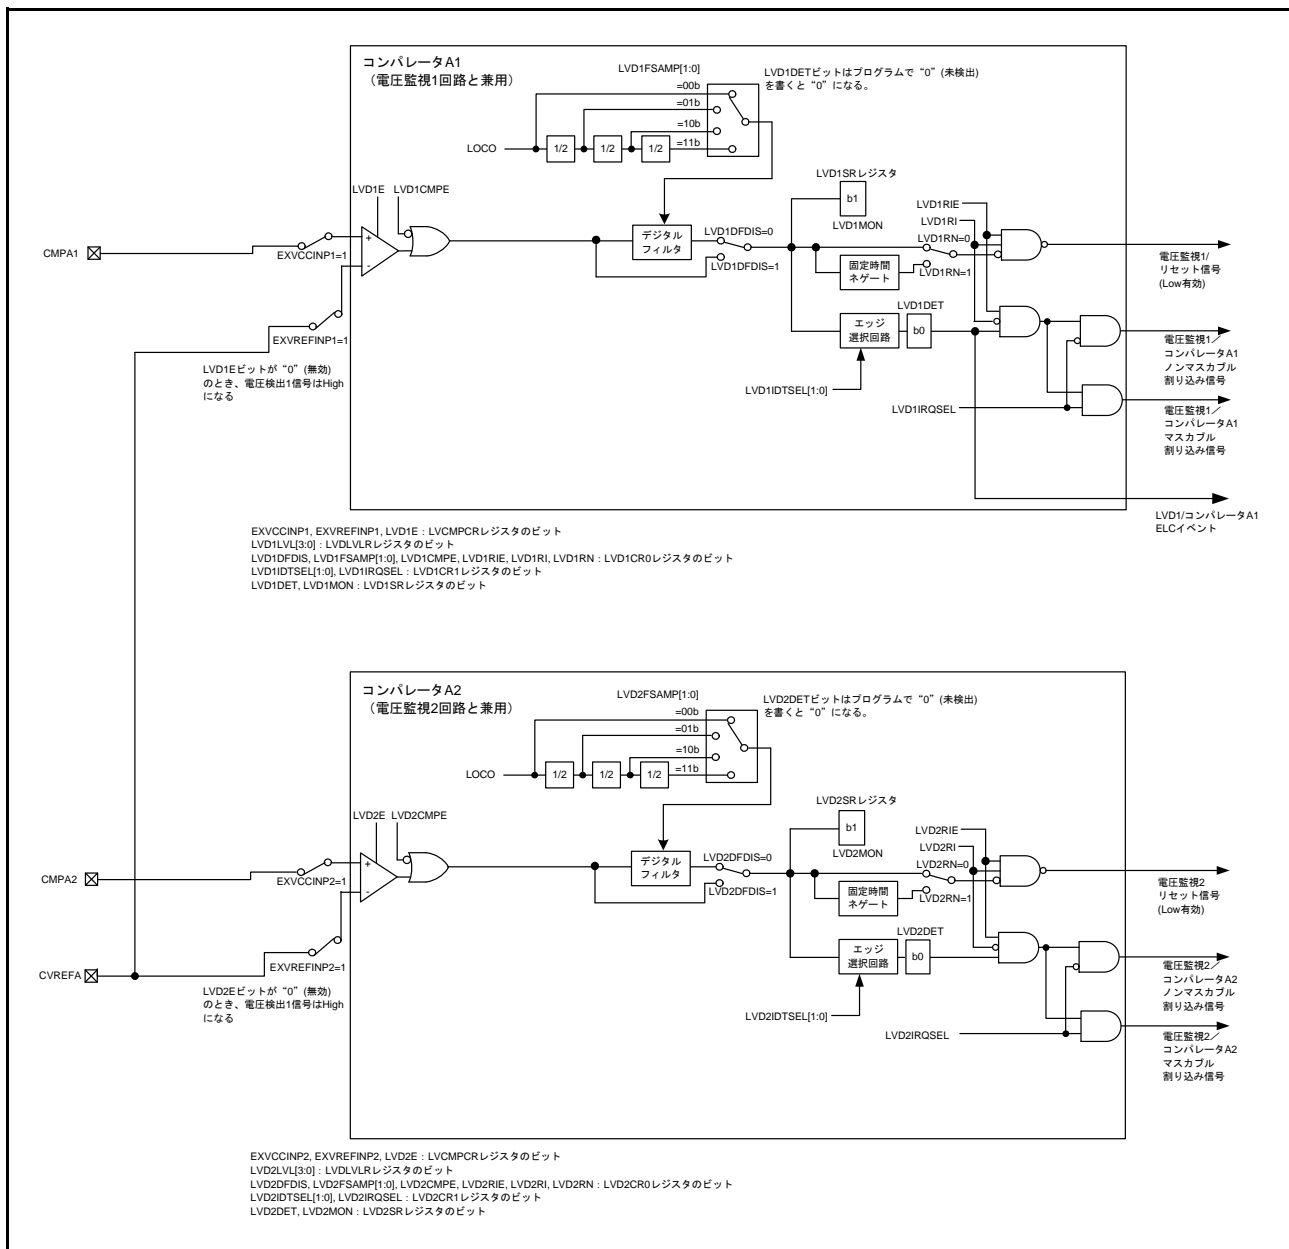 コンパレータA1
（電圧監視1回路と兼用）
LVD1FSAMP[1:0]
=00b
=01b
=10b
=11b
LVD1DETビットはプログラムで“0”(未検出)
を書くと“0”になる。
LOCO
1/2
1/2
1/2
LVD1E
LVD1CMPE
CMPA1
EXVCCINP1=1
+
-
EXVREFINP1=1
LVD1Eビットが“0”(無効)
のとき、電圧検出1信号はHigh
になる
デジタル
フィルタ
LVD1DFDIS=0
LVD1DFDIS=1
LVD1SRレジスタ
b1
LVD1MON
固定時間
ネゲート
LVD1RIE
LVD1RI
LVD1RN=0
LVD1RN=1
LVD1DET
エッジ
選択回路
b0
LVD1IDTSEL[1:0]
LVD1IRQSEL
電圧監視1/
リセット信号
(Low有効)
電圧監視1／
コンパレータA1
ノンマスカブル
割り込み信号
電圧監視1／
コンパレータA1
マスカブル
割り込み信号
LVD1/コンパレータA1
ELCイベント
EXVCCINP1, EXVREFINP1, LVD1E : LVCMPCRレジスタのビット
LVD1LVL[3:0] : LVDLVLRレジスタのビット
LVD1DFDIS, LVD1FSAMP[1:0], LVD1CMPE, LVD1RIE, LVD1RI, LVD1RN : LVD1CR0レジスタのビット
LVD1IDTSEL[1:0], LVD1IRQSEL : LVD1CR1レジスタのビット
LVD1DET, LVD1MON : LVD1SRレジスタのビット
コンパレータA2
（電圧監視2回路と兼用）
LVD2FSAMP[1:0]
=00b
=01b
=10b
=11b
LVD2DETビットはプログラムで“0”(未検出)
を書くと“0”になる。
LOCO
1/2
1/2
1/2
LVD2E
LVD2CMPE
CMPA2
EXVCCINP2=1
+
-
CVREFA
EXVREFINP2=1
LVD2Eビットが“0”(無効)
のとき、電圧検出1信号はHigh
になる
デジタル
フィルタ
LVD2DFDIS=0
LVD2DFDIS=1
LVD2SRレジスタ
b1
LVD2MON
固定時間
ネゲート
LVD2RIE
LVD2RI
LVD2RN=0
LVD2RN=1
LVD2DET
エッジ
選択回路
b0
LVD2IDTSEL[1:0]
LVD2IRQSEL
電圧監視2
リセット信号
(Low有効)
電圧監視2／
コンパレータA2
ノンマスカブル
割り込み信号
電圧監視2／
コンパレータA2
マスカブル
割り込み信号
EXVCCINP2, EXVREFINP2, LVD2E : LVCMPCRレジスタのビット
LVD2LVL[3:0] : LVDLVLRレジスタのビット
LVD2DFDIS, LVD2FSAMP[1:0], LVD2CMPE, LVD2RIE, LVD2RI, LVD2RN : LVD2CR0レジスタのビット
LVD2IDTSEL[1:0], LVD2IRQSEL : LVD2CR1レジスタのビット
LVD2DET, LVD2MON : LVD2SRレジスタのビット